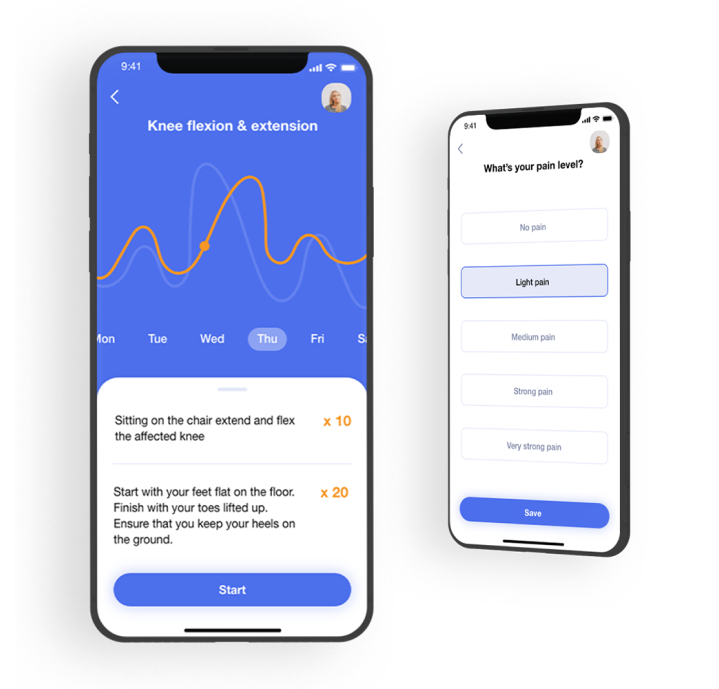 9:41
Knee flexion & extension
Mon Tue Wed Thu Fri Sa
Sitting on the chair extend and flex x 10
the affected knee
Start with your feet flat on the floor. x 20
Finish with your toes lifted up.
Ensure that you keep your heels on
the ground.
Start
9:41
What's your pain level?
No pain
Light pain
Medium pain
Strong pain
Very strong pain
Save